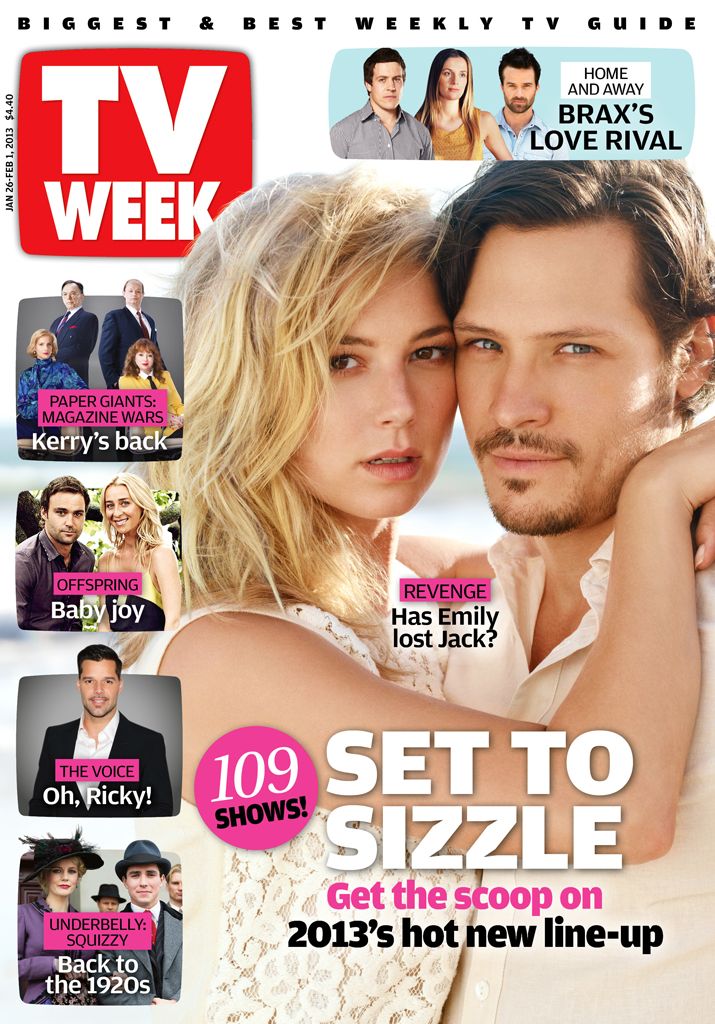 BIGGEST & BEST WEEKLY TV GUIDE
TV
WEEK
JAN 26-FEB 1, 2013 $4.40
HOME
AND AWAY
BRAX'S
LOVE RIVAL
PAPER GIANTS:
MAGAZINE WARS
Kerry's back
OFFSPRING
Baby joy
REVENGE
Has Emily
lost Jack?
THE VOICE
Oh, Ricky!
109
SHOWS!
SET TO
SIZZLE
Get the scoop on
2013's hot new line-up
UNDERBELLY:
SQUIZZY
Back to
the 1920s